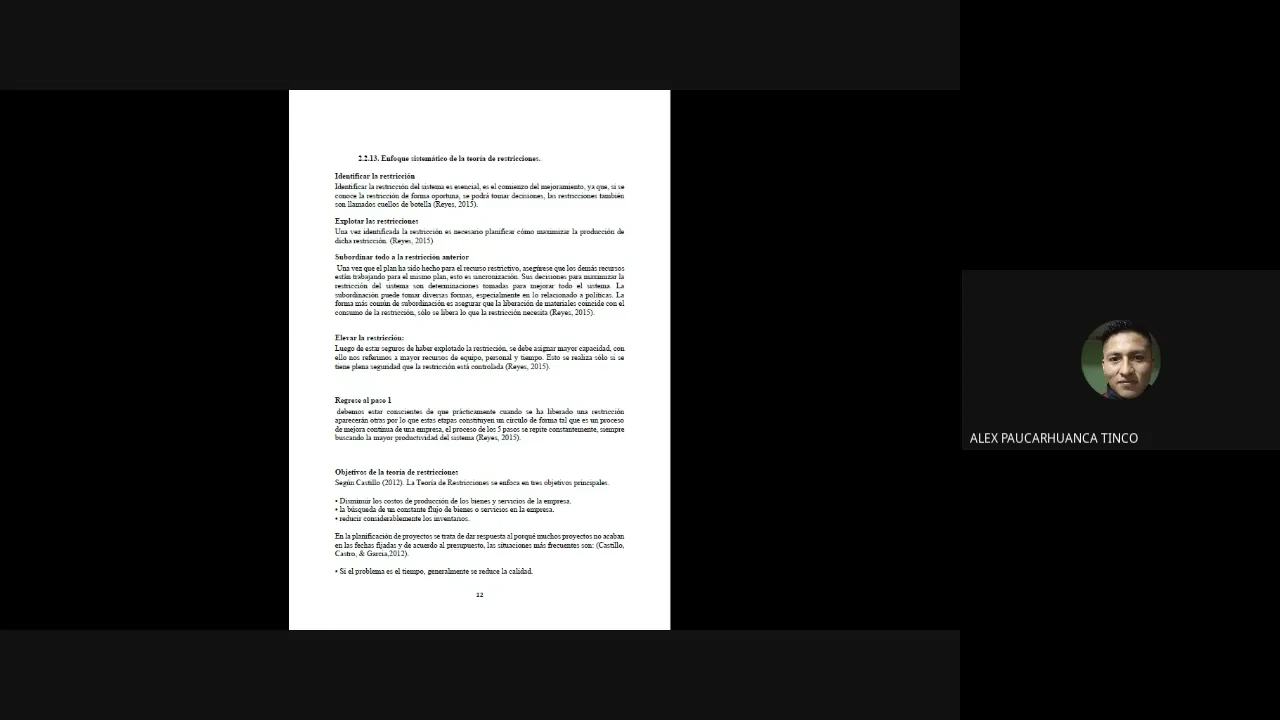 2.2.13. Enfoque sistemático de la teoría de restricciones.
Identificar la restricción
Identificar la restricción del sistema es esencial, es el comienzo del mejoramiento, ya que, si se
conoce la restricción de forma oportuna, se podrá tomar decisiones, las restricciones también
son llamados cuellos de botella (Reyes, 2015).
Explotar las restricciones
Una vez identificada la restricción es necesario planificar cómo maximizar la producción de
dicha restricción. (Reyes, 2015)
Subordinar todo a la restricción anterior
Una vez que el plan ha sido hecho para el recurso restrictivo, asegúrese que los demás recursos
están trabajando para el mismo plan, esto es sincronización. Sus decisiones para maximizar la
restricción del sistema son determinaciones tomadas para mejorar todo el sistema. La
subordinación puede tomar diversas formas, especialmente en lo relacionado a políticas. La
forma más común de subordinación es asegurar que la liberación de materiales coincide con el
consumo de la restricción, sólo se libera lo que la restricción necesita (Reyes, 2015).
Elevar la restricción:
Luego de estar seguros de haber explotado la restricción, se debe asignar mayor capacidad, con
ello nos referimos a mayor recursos de equipo, personal y tiempo. Esto se realiza sólo si se
tiene plena seguridad que la restricción está controlada (Reyes, 2015).
Regrese al paso 1
debemos estar conscientes de que prácticamente cuando se ha liberado una restricción
aparecerán otras por lo que estas etapas constituyen un círculo de forma tal que es un proceso
de mejora continua de una empresa, el proceso de los 5 pasos se repite constantemente, siempre
buscando la mayor productividad del sistema (Reyes, 2015).
Objetivos de la teoría de restricciones
Según Castillo (2012). La Teoría de Restricciones se enfoca en tres objetivos principales.
• Disminuir los costos de producción de los bienes y servicios de la empresa.
• la búsqueda de un constante flujo de bienes o servicios en la empresa.
• reducir considerablemente los inventarios.
En la planificación de proyectos se trata de dar respuesta al porqué muchos proyectos no acaban
en las fechas fijadas y de acuerdo al presupuesto, las situaciones más frecuentes son: (Castillo,
Castro, & Garcia,2012).
• Si el problema es el tiempo, generalmente se reduce la calidad.
12
ALEX PAUCARHUANCA TINCO